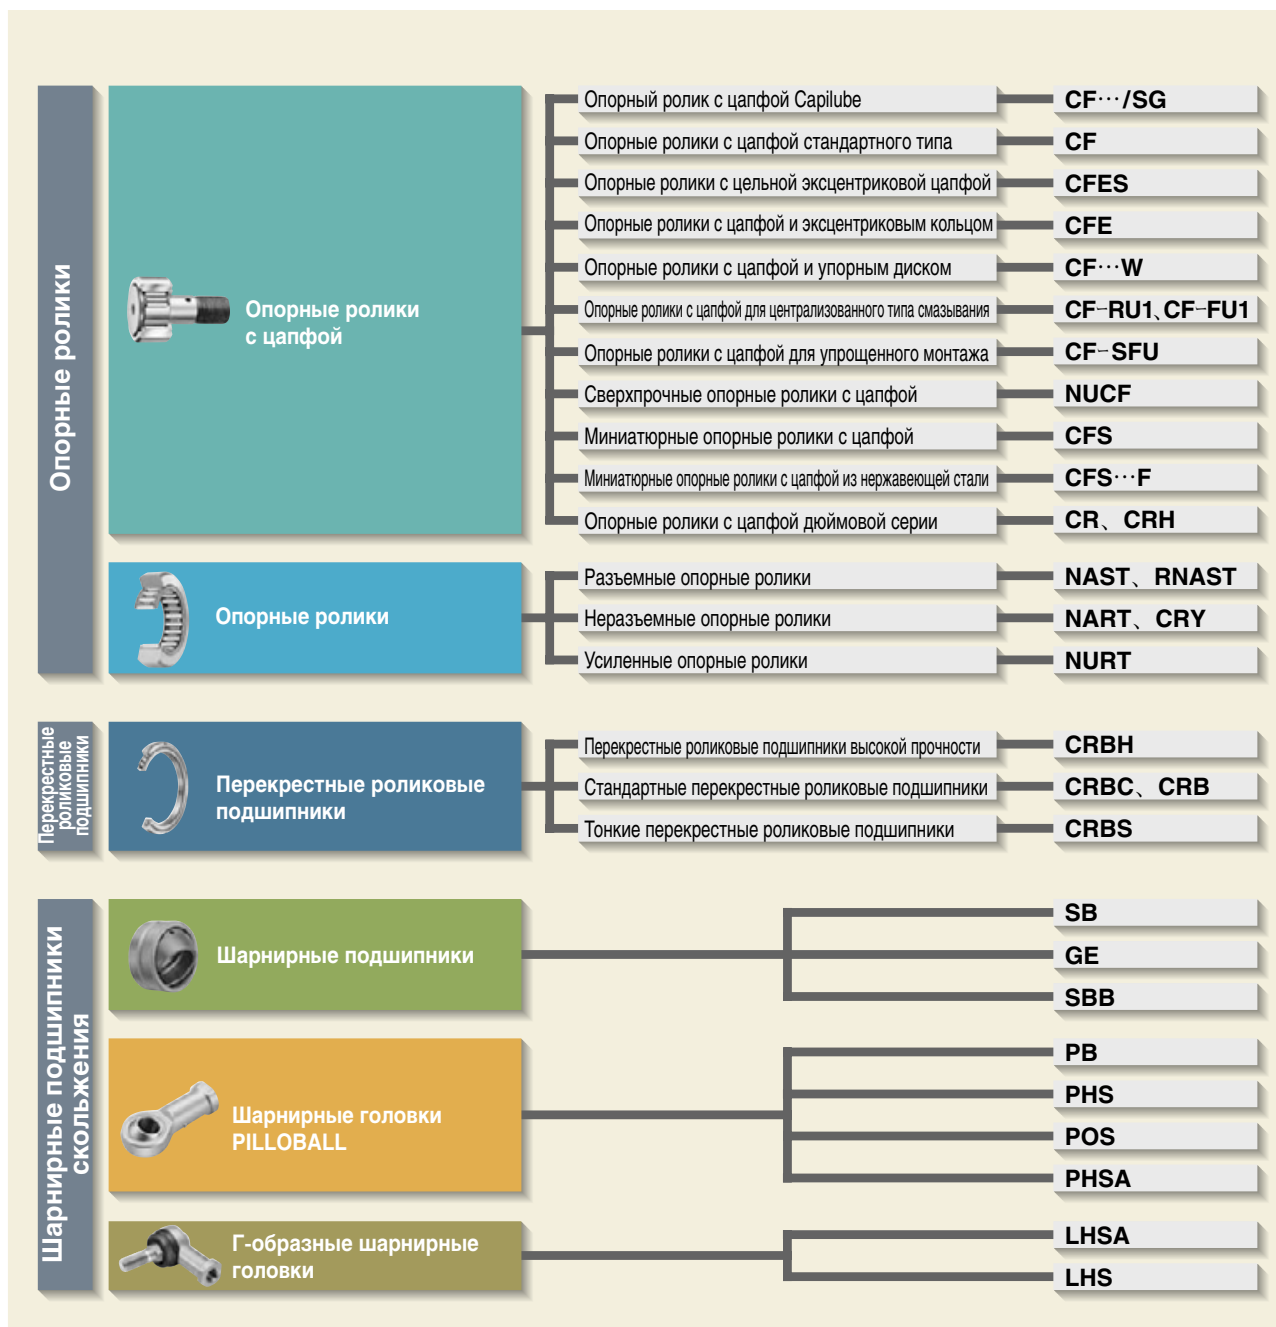 Опорные ролики
Опорные ролики
с цапфой
Опорный ролик с цапфой Capilube
CF···/SG
Опорные ролики с цапфой стандартного типа
CF
Опорные ролики с цельной эксцентриковой цапфой
CFES
Опорные ролики с цапфой и эксцентриковым кольцом
CFE
Опорные ролики с цапфой и упорным диском
CF···W
Опорные ролики с цапфой для централизованного типа смазывания
CF-RU1、CF-FU1
Опорные ролики с цапфой для упрощенного монтажа
CF-SFU
Сверхпрочные опорные ролики с цапфой
NUCF
Миниатюрные опорные ролики с цапфой
CFS
Миниатюрные опорные ролики с цапфой из нержавеющей стали
CFS···F
Опорные ролики с цапфой дюймовой серии
CR、CRH
Опорные ролики
Разъемные опорные ролики
NAST、RNAST
Неразъемные опорные ролики
NART、CRY
Усиленные опорные ролики
NURT
Перекрестные
роликовые
подшипники
Перекрестные роликовые
подшипники
Перекрестные роликовые подшипники высокой прочности
CRBH
Стандартные перекрестные роликовые подшипники
CRBC、CRB
Тонкие перекрестные роликовые подшипники
CRBS
Шарнирные подшипники
скольжения
Шарнирные подшипники
SB
GE
SBB
Шарнирные головки
PILLOBALL
PB
PHS
POS
PHSA
Г-образные шарнирные
головки
LHSA
LHS